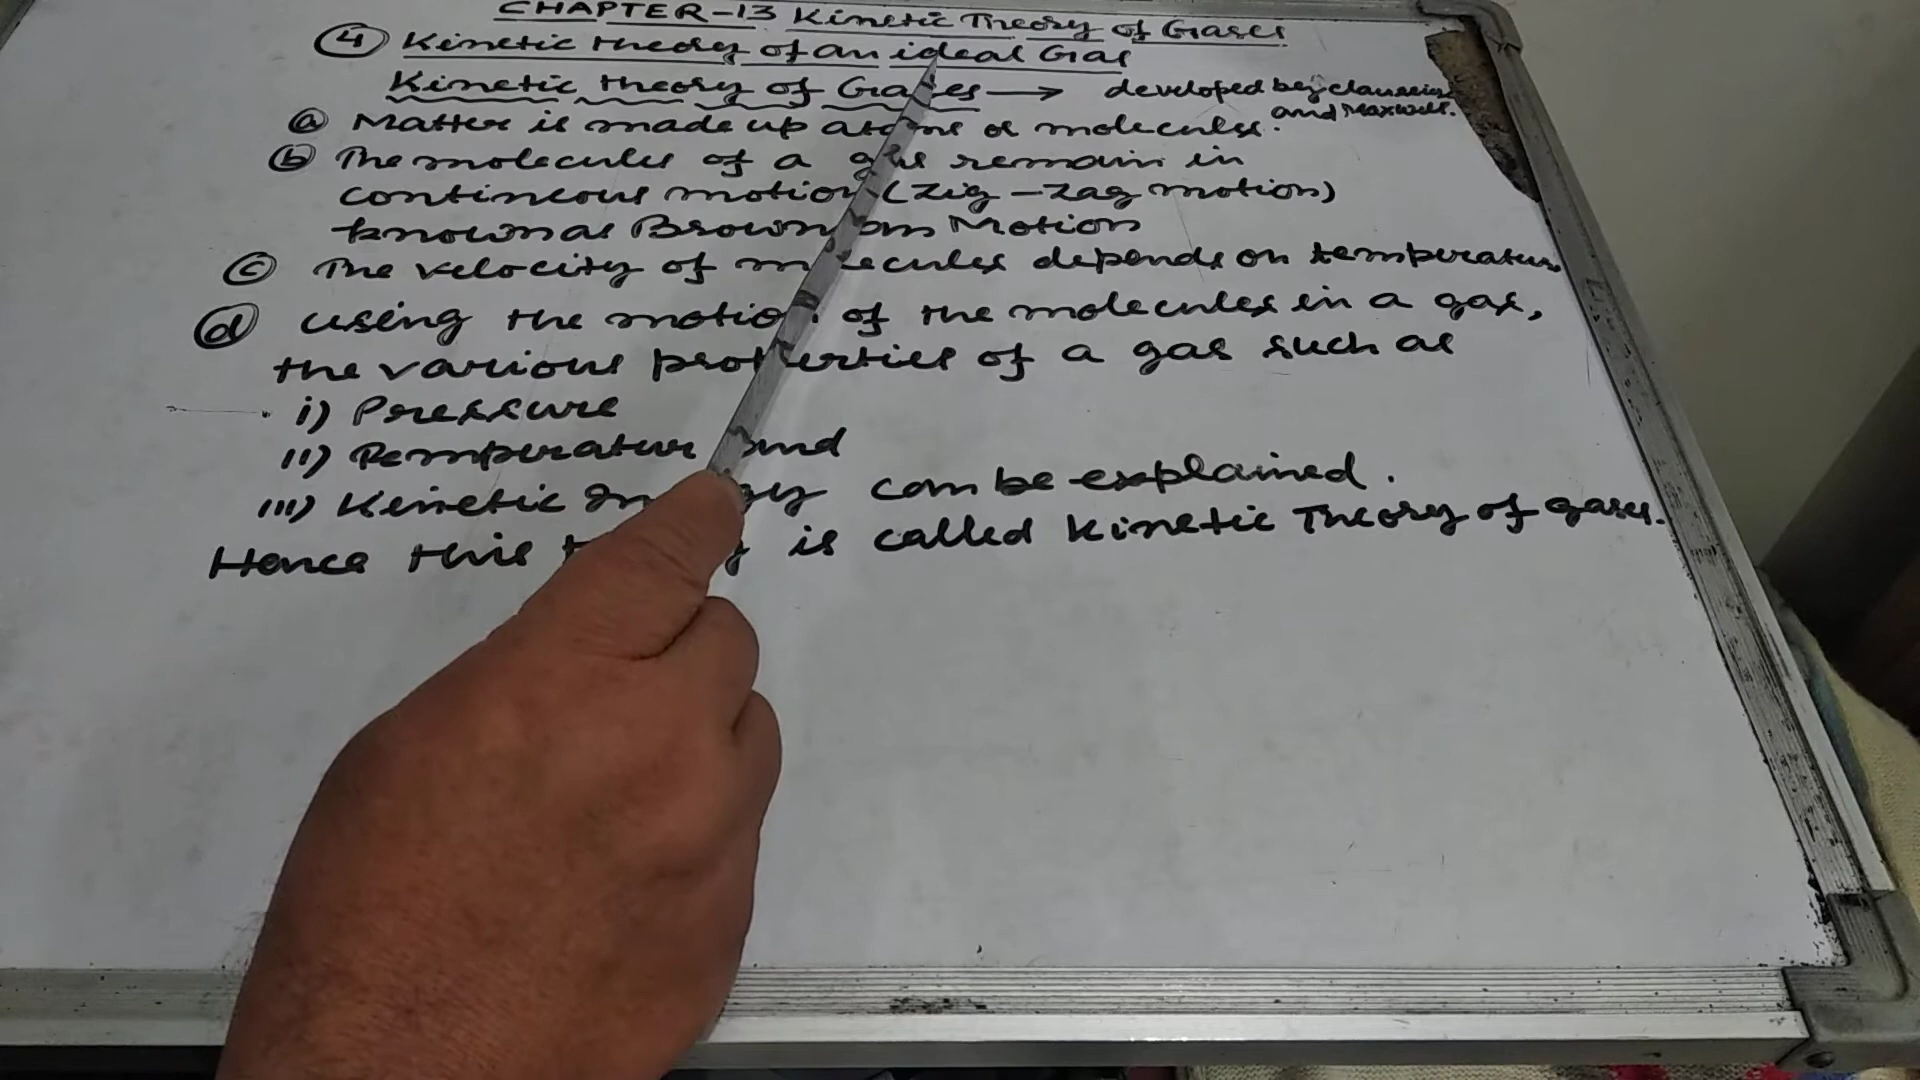 CHAPTER-13 Kinetic Theory of Gases
④ Kinetic theory of an ideal Gas
Kinetic theory of Gases → developed by clausius
and Maxwell.
ⓐ Matter is made up atoms or molecules.
ⓑ The molecules of a gas remain in
continuous motion (Zig-Zag motion)
known as Brownian Motion
ⓒ The velocity of molecules depends on temperature
ⓓ using the motion of the molecules in a gas,
the various properties of a gas such as
i) Pressure
ii) Temperature and
iii) Kinetic Energy can be explained.
Hence this is called Kinetic Theory of gases.